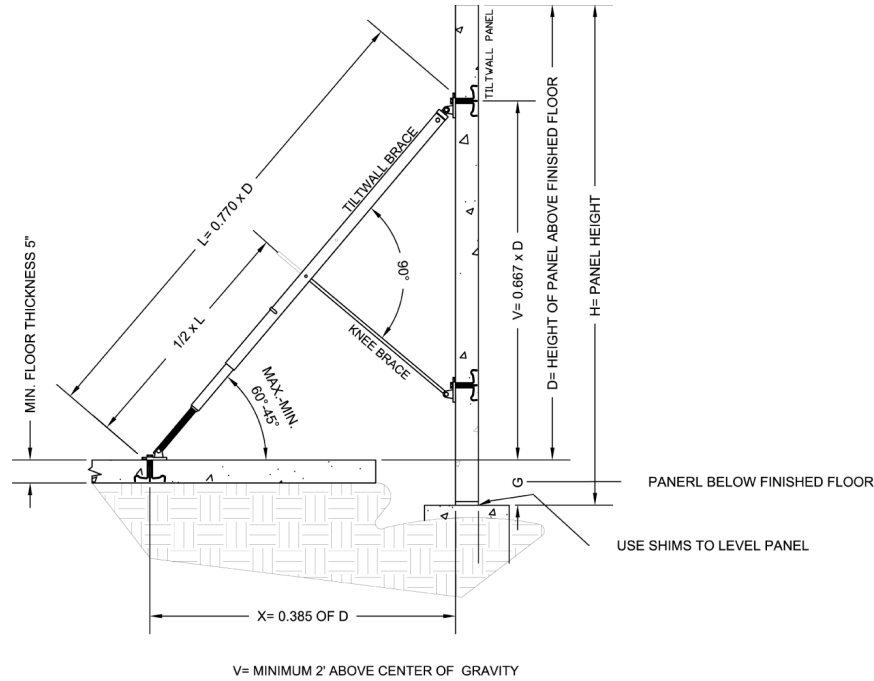 TILTWALL PANEL
TILTWALL BRACE
L= 0.770 x D
1/2 x L
90°
KNEE BRACE
MAX.-MIN.
60°-45°
MIN. FLOOR THICKNESS 5"
V= 0.667 x D
D= HEIGHT OF PANEL ABOVE FINISHED FLOOR
H= PANEL HEIGHT
G
PANERL BELOW FINISHED FLOOR
USE SHIMS TO LEVEL PANEL
X= 0.385 OF D
V= MINIMUM 2' ABOVE CENTER OF GRAVITY